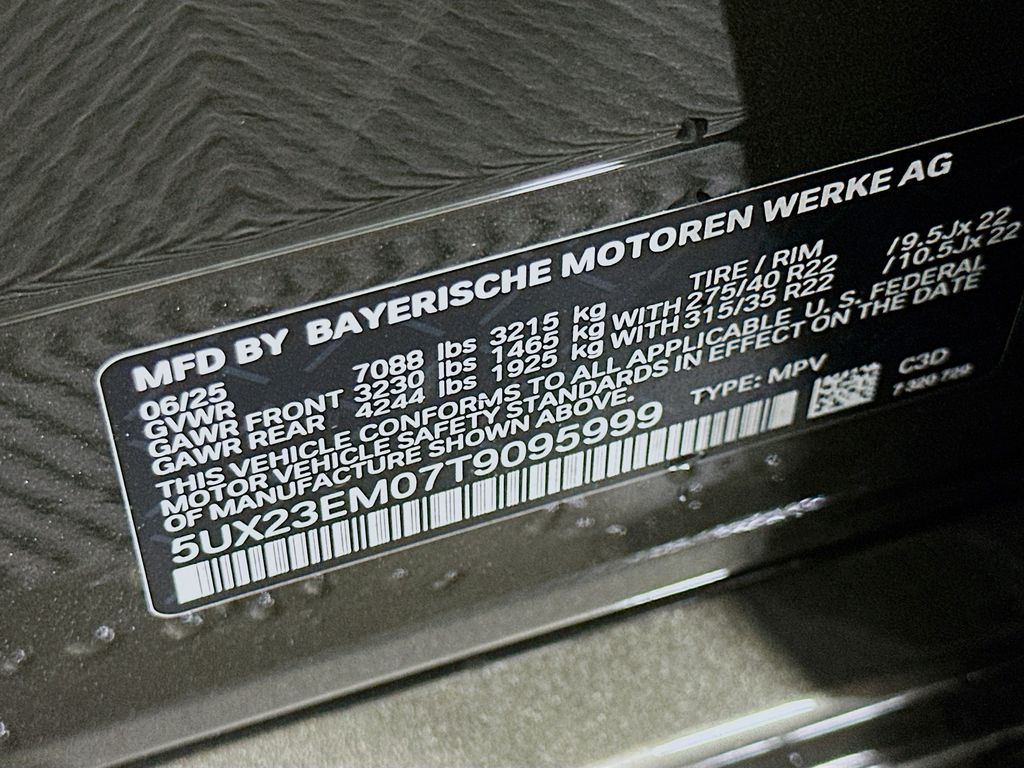 MFD BY BAYERISCHE MOTOREN WERKE AG
06/25 TIRE / RIM
GVWR 7088 lbs 3215 kg
GAWR FRONT 3230 lbs 1465 kg WITH 275/40 R22 / 9.5Jx 22
GAWR REAR 4244 lbs 1925 kg WITH 315/35 R22 / 10.5Jx 22
THIS VEHICLE CONFORMS TO ALL APPLICABLE U. S. FEDERAL
MOTOR VEHICLE SAFETY STANDARDS IN EFFECT ON THE DATE
OF MANUFACTURE SHOWN ABOVE.
5UX23EM07T9095999 TYPE: MPV C3D
7 320 729